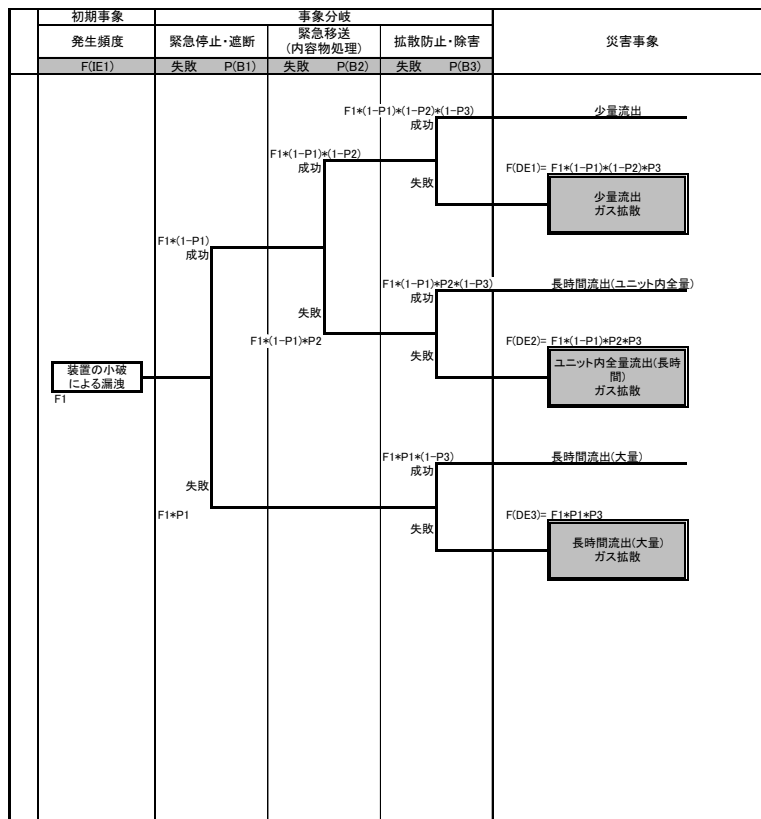 初期事象
事象分岐
発生頻度
緊急停止・遮断
緊急移送
(内容物処理)
拡散防止・除害
災害事象
F(IE1)
失敗 P(B1)
失敗 P(B2)
失敗 P(B3)
F1*(1-P1)*(1-P2)*(1-P3)
成功
少量流出
F1*(1-P1)*(1-P2)
成功
失敗
F(DE1)= F1*(1-P1)*(1-P2)*P3
少量流出
ガス拡散
F1*(1-P1)
成功
F1*(1-P1)*P2*(1-P3)
成功
長時間流出(ユニット内全量)
失敗
F1*(1-P1)*P2
失敗
F(DE2)= F1*(1-P1)*P2*P3
ユニット内全量流出(長時
間)
ガス拡散
装置の小破
による漏洩
F1
F1*P1*(1-P3)
成功
長時間流出(大量)
失敗
F1*P1
失敗
F(DE3)= F1*P1*P3
長時間流出(大量)
ガス拡散